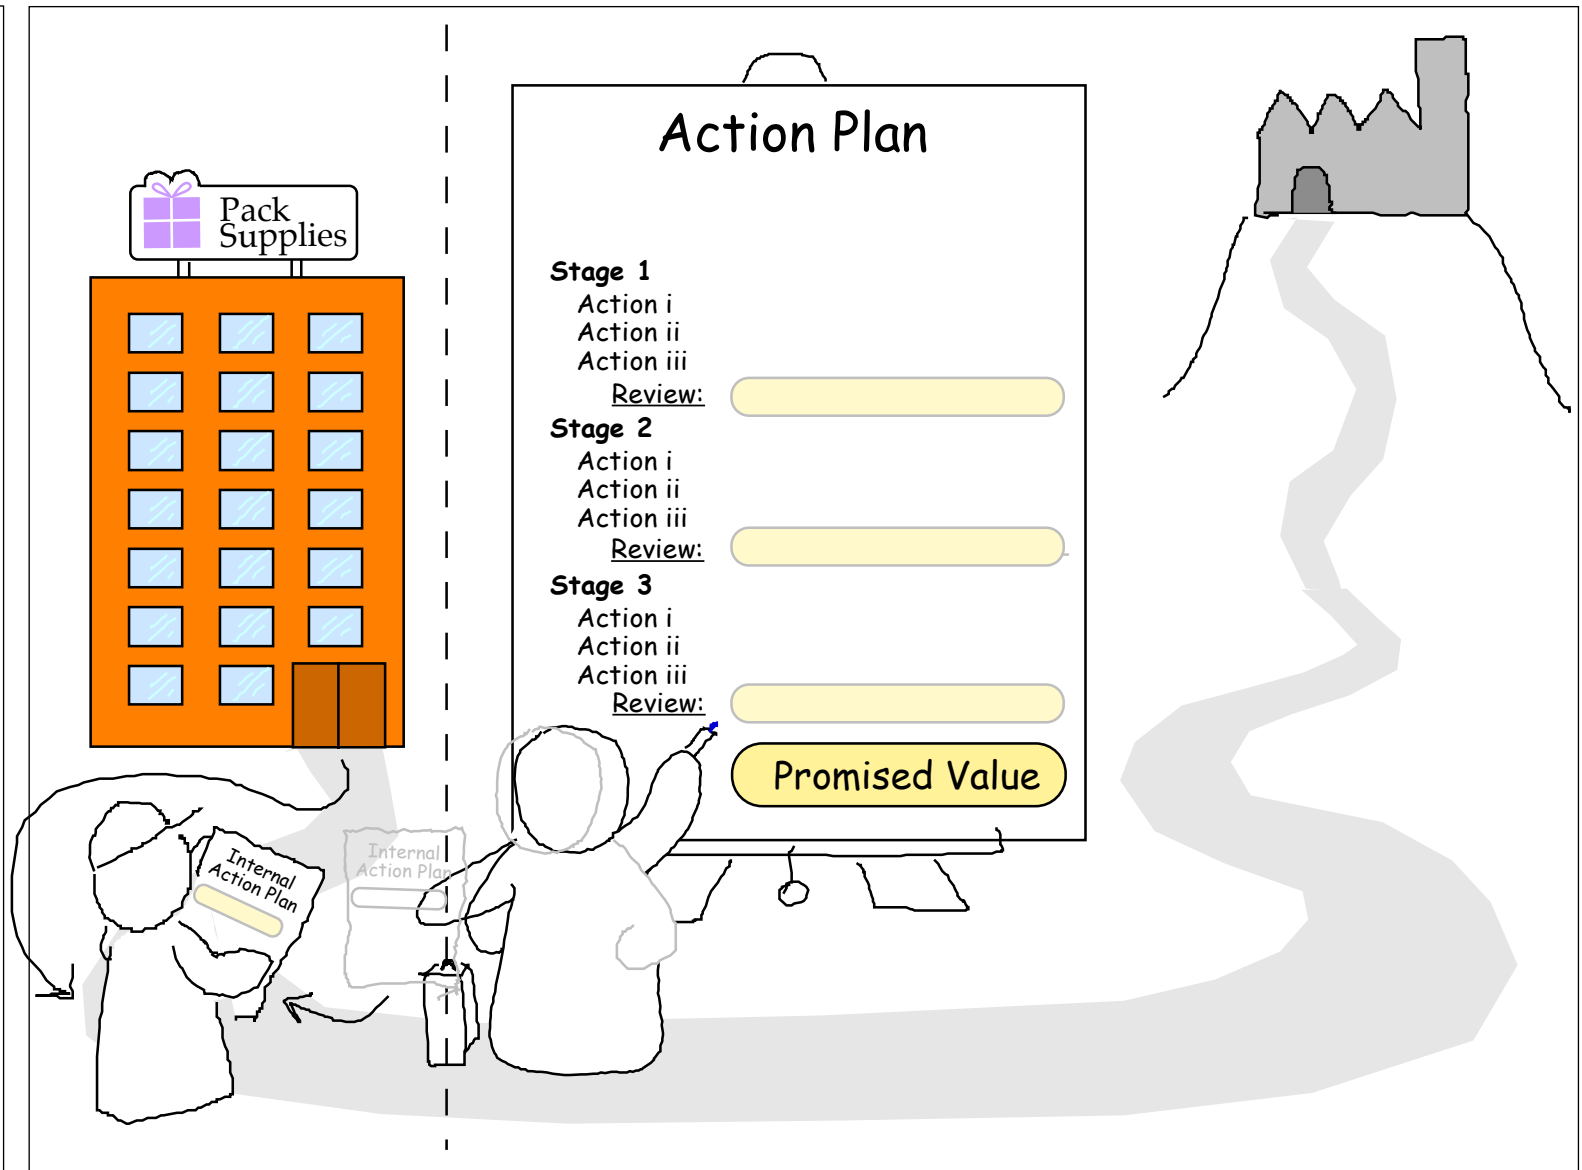 Pack
Supplies
Action Plan
Stage 1
Action i
Action ii
Action iii
Review:
Stage 2
Action i
Action ii
Action iii
Review:
Stage 3
Action i
Action ii
Action iii
Review:
Promised Value
Internal
Action Plan
Internal
Action Plan